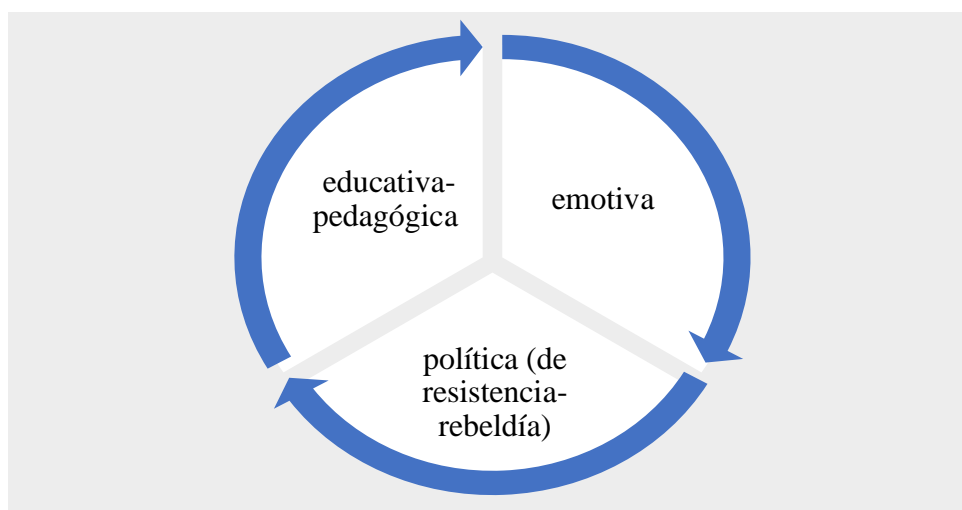 educativa-
pedagógica
emotiva
política (de
resistencia-
rebeldía)